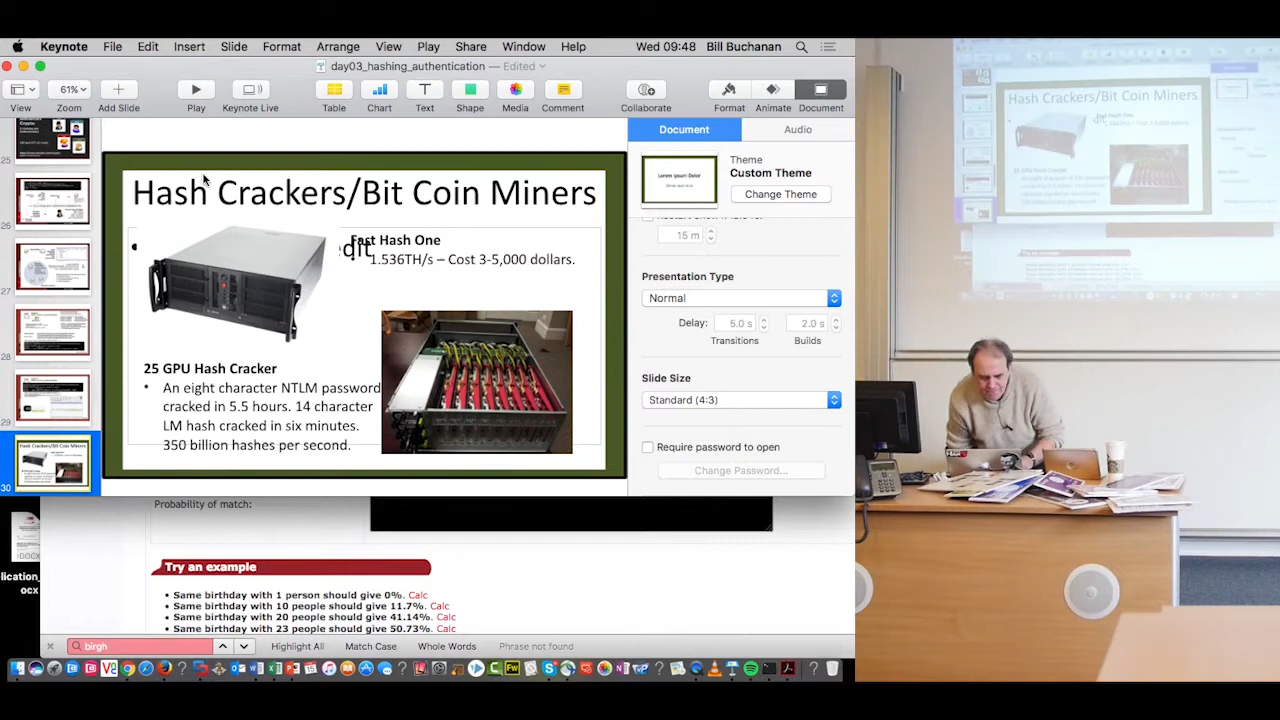 Keynote File Edit Insert Slide Format Arrange View Play Share Window Help Wed 09:48 Bill Buchanan
day03_hashing_authentication — Edited
61%
View Zoom Add Slide Play Keynote Live Table Chart Text Shape Media Comment Collaborate Format Animate Document
25
26
27
28
29
30
Hash Crackers/Bit Coin Miners
Fast Hash One
1.536TH/s – Cost 3-5,000 dollars.
25 GPU Hash Cracker
• An eight character NTLM password
cracked in 5.5 hours. 14 character
LM hash cracked in six minutes.
350 billion hashes per second.
Document Audio
Theme
Custom Theme
Change Theme
15 m
Presentation Type
Normal
Delay: 5.0 s 2.0 s
Transitions Builds
Slide Size
Standard (4:3)
Require password to open
Change Password...
Probability of match:
Try an example
• Same birthday with 1 person should give 0%. Calc
• Same birthday with 10 people should give 11.7%. Calc
• Same birthday with 20 people should give 41.14%. Calc
• Same birthday with 23 people should give 50.73%. Calc
birgh
Highlight All Match Case Whole Words Phrase not found
Hash Crackers/Bit Coin Miners